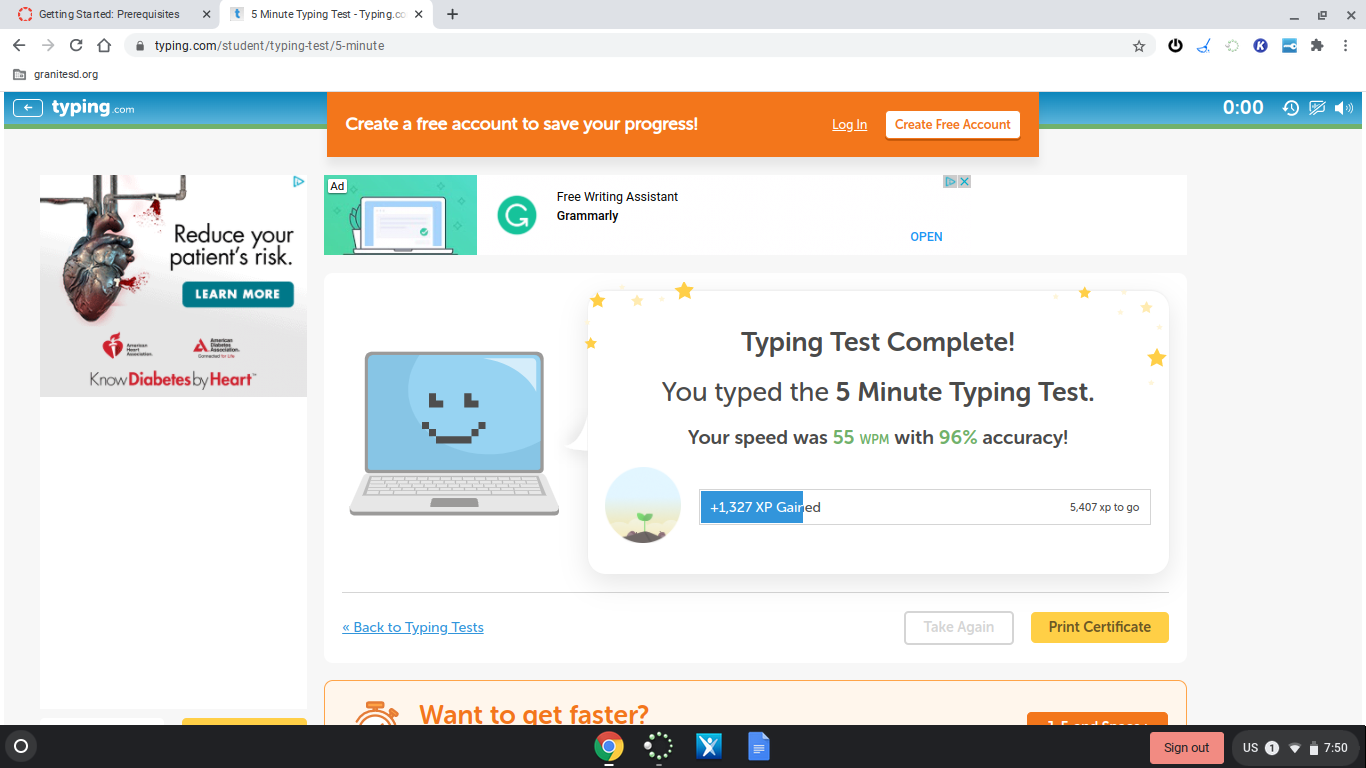 Getting Started: Prerequisites
5 Minute Typing Test - Typing.co
typing.com/student/typing-test/5-minute
granitesd.org
typing.com
Create a free account to save your progress!
Log In
Create Free Account
0:00
Reduce your
patient's risk.
LEARN MORE
American
Heart
Association.
American
Diabetes
Association.
Connected for Life
Know Diabetes by Heart™
Ad
Free Writing Assistant
Grammarly
OPEN
Typing Test Complete!
You typed the 5 Minute Typing Test.
Your speed was 55 WPM with 96% accuracy!
+1,327 XP Gained
5,407 xp to go
« Back to Typing Tests
Take Again
Print Certificate
Want to get faster?
Sign out
US 1 7:50